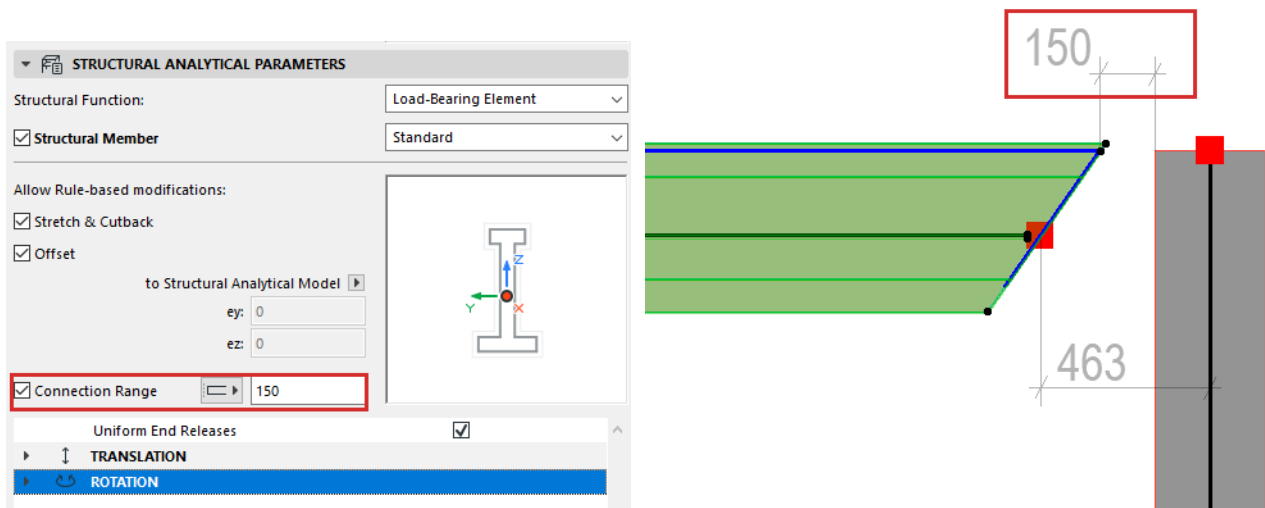 STRUCTURAL ANALYTICAL PARAMETERS
Structural Function: Load-Bearing Element
Structural Member Standard
Allow Rule-based modifications:
Stretch & Cutback
Offset
to Structural Analytical Model
ey: 0
ez: 0
Z
Y X
Connection Range 150
Uniform End Releases
TRANSLATION
ROTATION
150
463